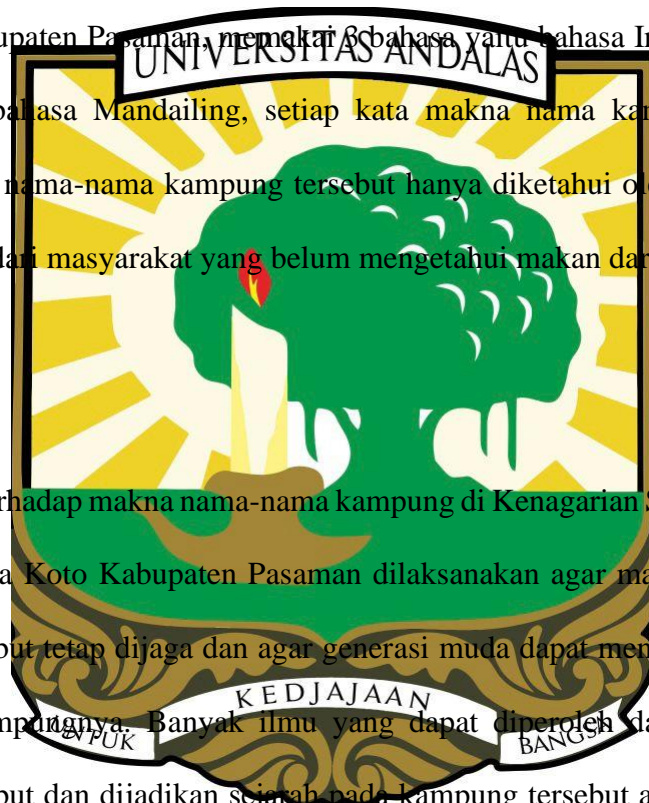 upaten Pasaman, memakai 3 bahasa yaitu bahasa In
UNIVERSITAS ANDALAS
bahasa Mandailing, setiap kata makna nama kam
nama-nama kampung tersebut hanya diketahui ol
dari masyarakat yang belum mengetahui makan dar
rhadap makna nama-nama kampung di Kenagarian S
a Koto Kabupaten Pasaman dilaksanakan agar ma
but tetap dijaga dan agar generasi muda dapat men
KEDJAJAAN
mpungnya. Banyak ilmu yang dapat diperoleh da
UNTUK
BANGSA
but dan dijadikan sejarah pada kampung tersebut a